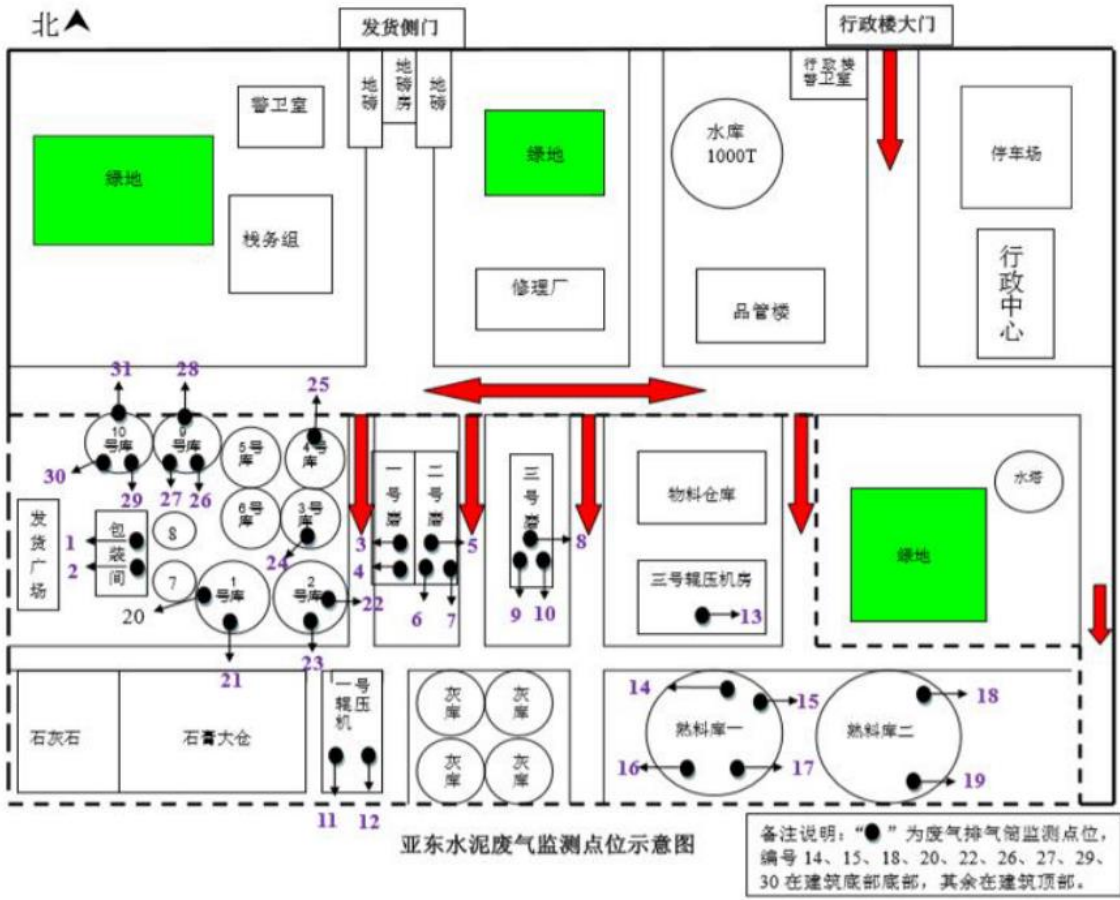 北
发货侧门
行政楼大门
地磅
地磅房
地磅
行政楼
警卫室
警卫室
绿地
绿地
水库
1000T
停车场
栈务组
修理厂
品管楼
行政中心
31
28
25
10
号库
9
号库
5号
库
4号
库
30
29
27
26
6号
库
3号
库
24
一号磨
二号磨
三号磨
物料仓库
水塔
绿地
发货广场
包装间
1
2
8
7
3
4
5
8
6
7
9
10
三号辊压机房
13
20
1
号库
2
号库
22
21
23
石灰石
石膏大仓
一号
辊压
机
11
12
灰库
灰库
灰库
灰库
14
15
熟料库一
16
17
18
熟料库二
19
亚东水泥废气监测点位示意图
备注说明：“●”为废气排气筒监测点位，
编号 14、15、18、20、22、26、27、29、
30 在建筑底部底部，其余在建筑顶部。